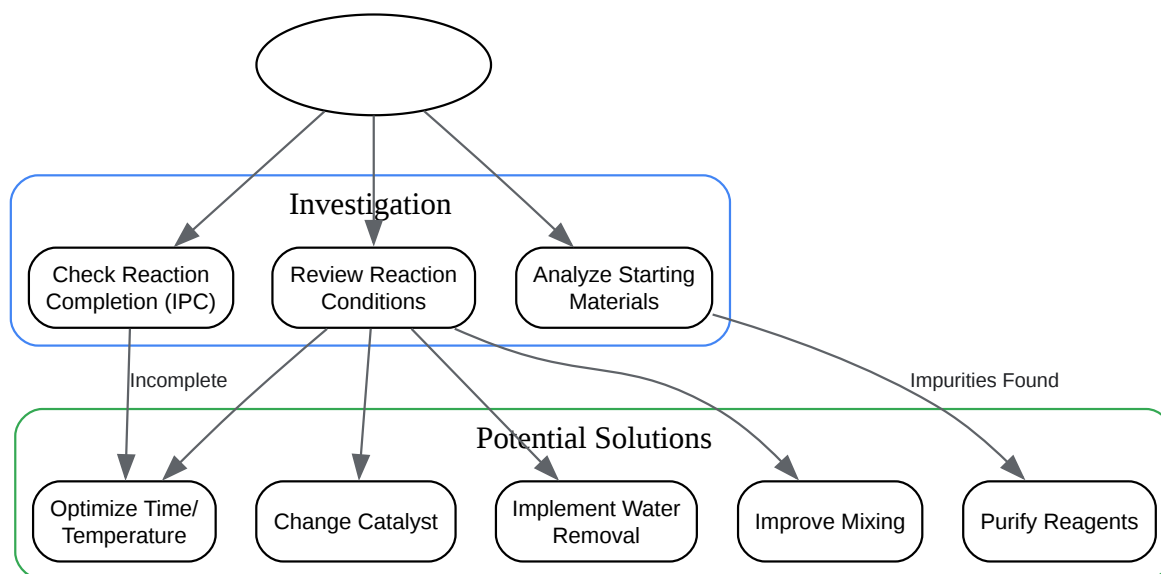 Investigation
Check Reaction
Completion (IPC)
Review Reaction
Conditions
Analyze Starting
Materials
Incomplete
Impurities Found
Potential Solutions
Optimize Time/
Temperature
Change Catalyst
Implement Water
Removal
Improve Mixing
Purify Reagents